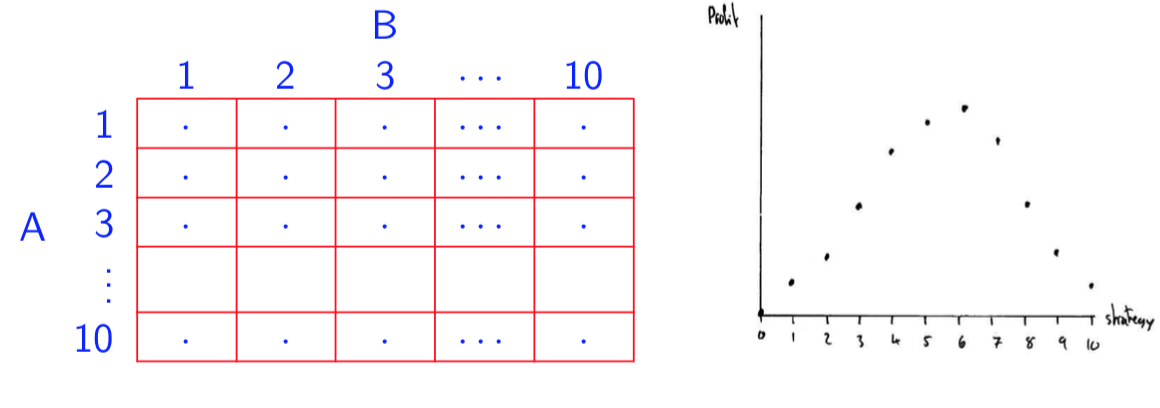 B
1 2 3 ... 10
1 . . . ... .
2 . . . ... .
A 3 . . . ... .
⋮
10 . . . ... .
Profit
0 1 2 3 4 5 6 7 8 9 10
strategy